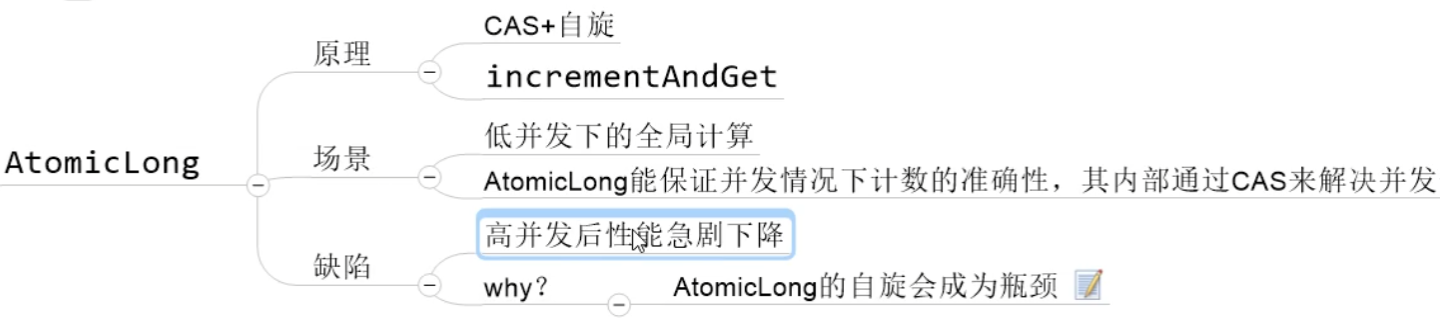 AtomicLong
原理
CAS+自旋
incrementAndGet
场景
低并发下的全局计算
AtomicLong能保证并发情况下计数的准确性，其内部通过CAS来解决并发
缺陷
高并发后性能急剧下降
why？
AtomicLong的自旋会成为瓶颈